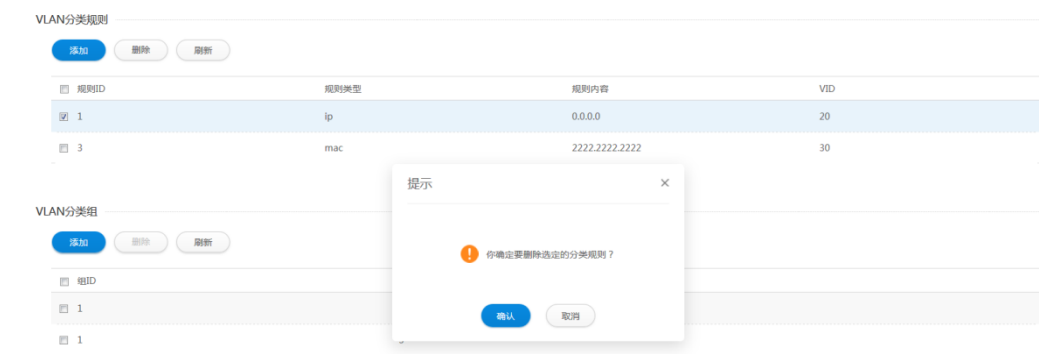 VLAN分类规则
添加 删除 刷新
规则ID 规则类型 规则内容 VID
1 ip 0.0.0.0 20
3 mac 2222.2222.2222 30
提示 ×
VLAN分类组
添加 删除 刷新
你确定要删除选定的分类规则？
组ID
确认 取消
1
1